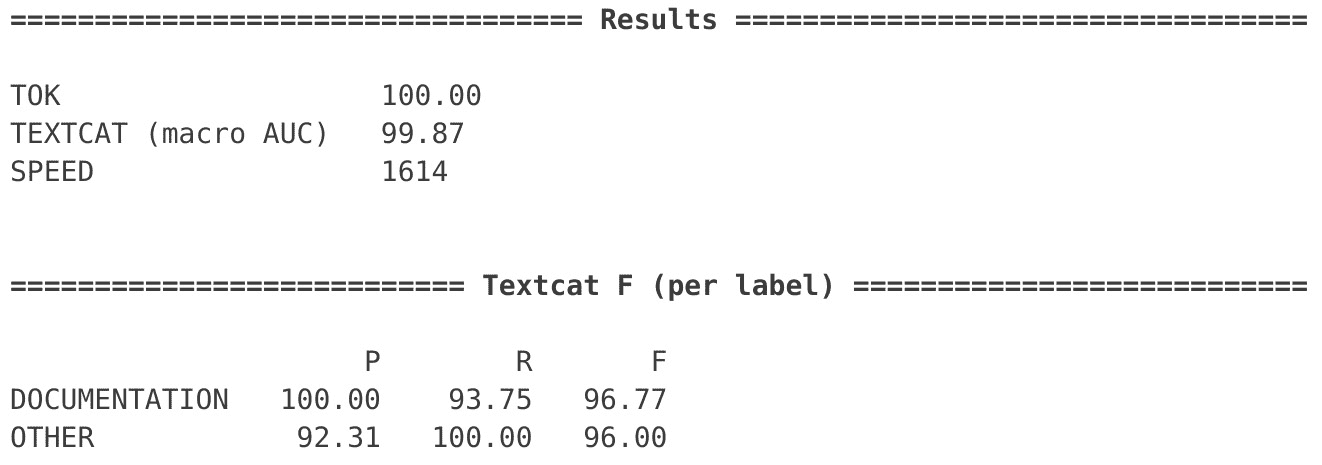 ================================== Results ==================================
TOK 100.00
TEXTCAT (macro AUC) 99.87
SPEED 1614
=========================== Textcat F (per label) ===========================
P R F
DOCUMENTATION 100.00 93.75 96.77
OTHER 92.31 100.00 96.00